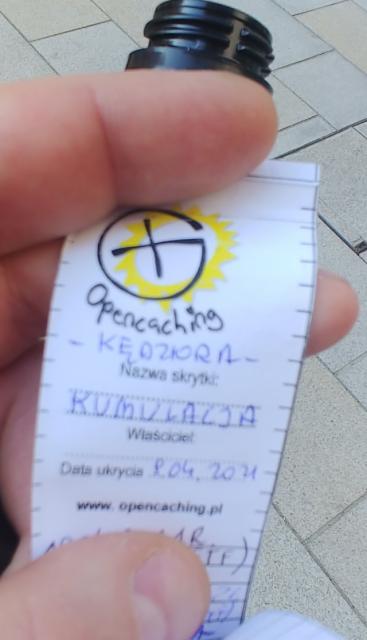 Opencaching
- KĘDZIORA -
Nazwa skrytki:
KUMULACJA
Właściciel:
Data ukrycia 8.04.2021
www.opencaching.pl